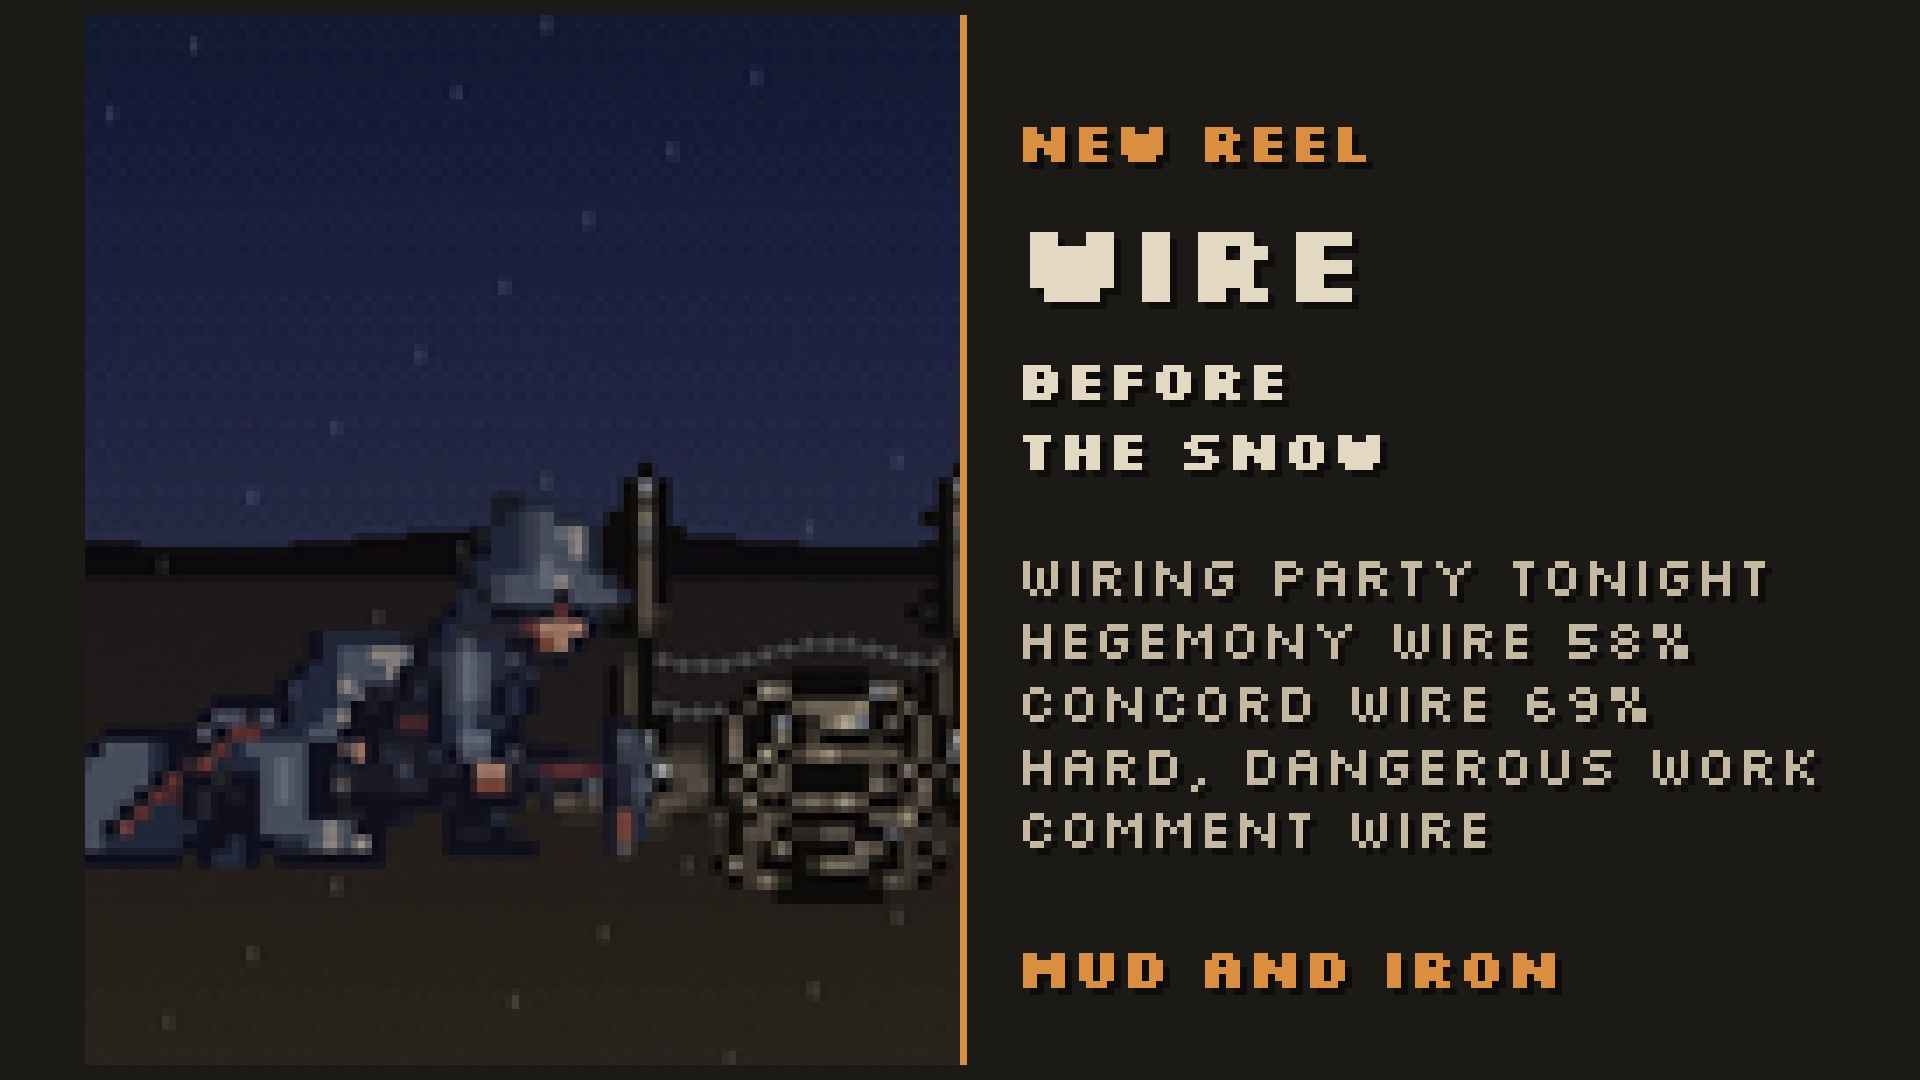 NEW REEL
WIRE
BEFORE
THE SNOW
WIRING PARTY TONIGHT
HEGEMONY WIRE 58%
CONCORD WIRE 69%
HARD, DANGEROUS WORK
COMMENT WIRE
MUD AND IRON